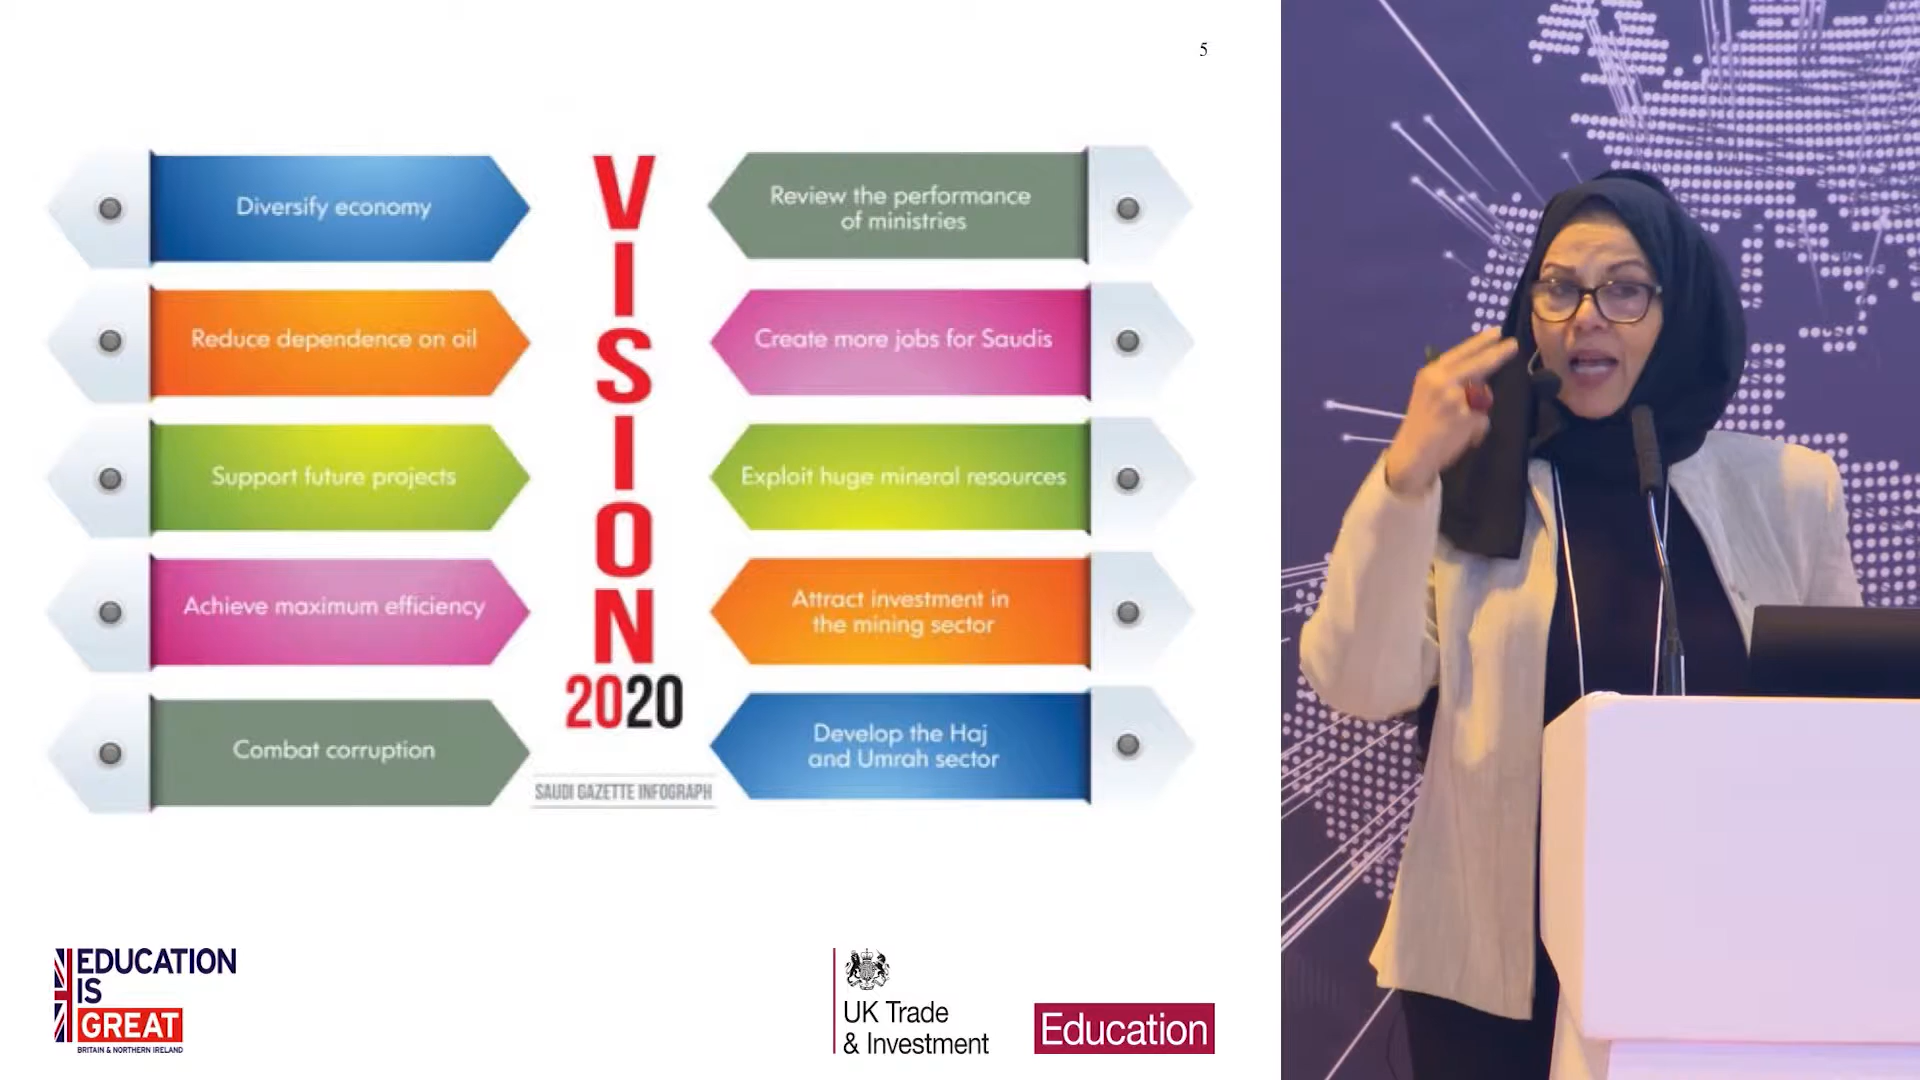 5
Diversify economy
Reduce dependence on oil
Support future projects
Achieve maximum efficiency
Combat corruption
VISION
2020
SAUDI GAZETTE INFOGRAPH
Review the performance
of ministries
Create more jobs for Saudis
Exploit huge mineral resources
Attract investment in
the mining sector
Develop the Haj
and Umrah sector
EDUCATION
IS
GREAT
BRITAIN & NORTHERN IRELAND
UK Trade
& Investment
Education